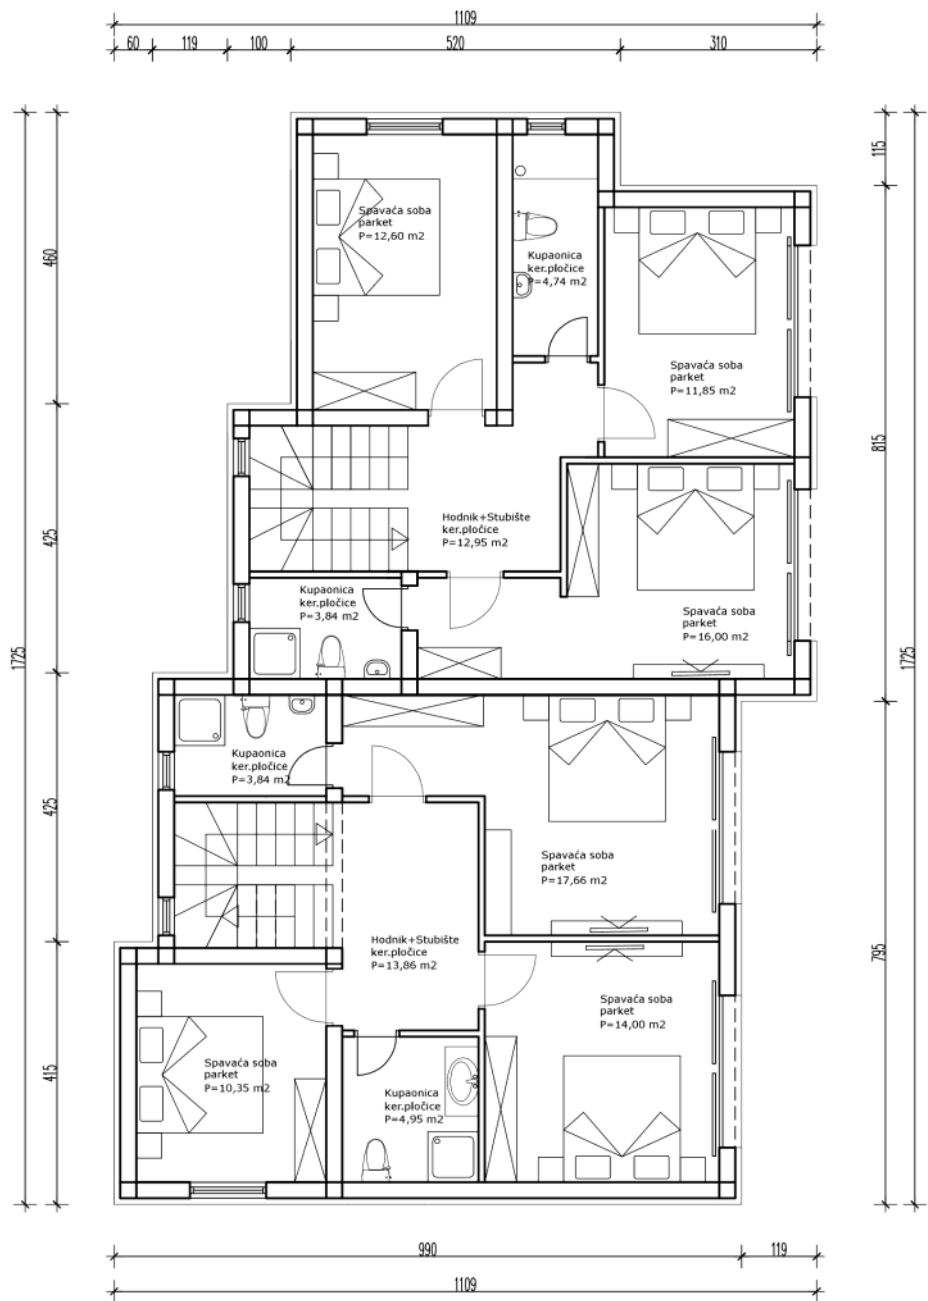 1109
60 119 100 520 310
115
460
815
425
1725
1725
425
795
415
Spavaća soba
parket
P=12,60 m2
Kupaonica
ker.pločice
P=4,74 m2
Spavaća soba
parket
P=11,85 m2
Hodnik+Stubište
ker.pločice
P=12,95 m2
Kupaonica
ker.pločice
P=3,84 m2
Spavaća soba
parket
P=16,00 m2
Kupaonica
ker.pločice
P=3,84 m2
Spavaća soba
parket
P=17,66 m2
Hodnik+Stubište
ker.pločice
P=13,86 m2
Spavaća soba
parket
P=14,00 m2
Spavaća soba
parket
P=10,35 m2
Kupaonica
ker.pločice
P=4,95 m2
990 119
1109